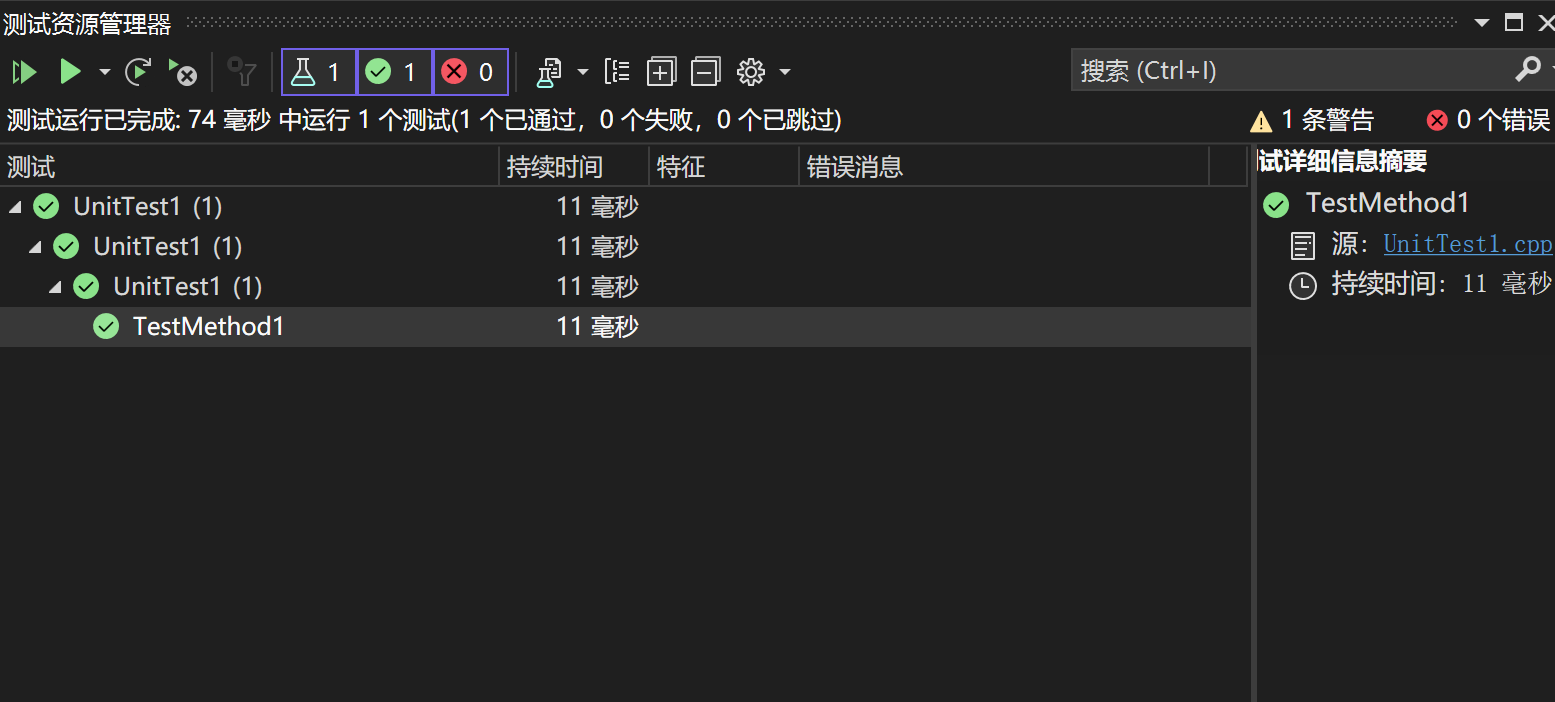 测试资源管理器
1 1 0
搜索 (Ctrl+I)
测试运行已完成: 74 毫秒 中运行 1 个测试(1 个已通过，0 个失败，0 个已跳过)
1 条警告 0 个错误
测试 持续时间 特征 错误消息
UnitTest1 (1) 11 毫秒
UnitTest1 (1) 11 毫秒
UnitTest1 (1) 11 毫秒
TestMethod1 11 毫秒
试详细信息摘要
TestMethod1
源: UnitTest1.cpp
持续时间: 11 毫秒